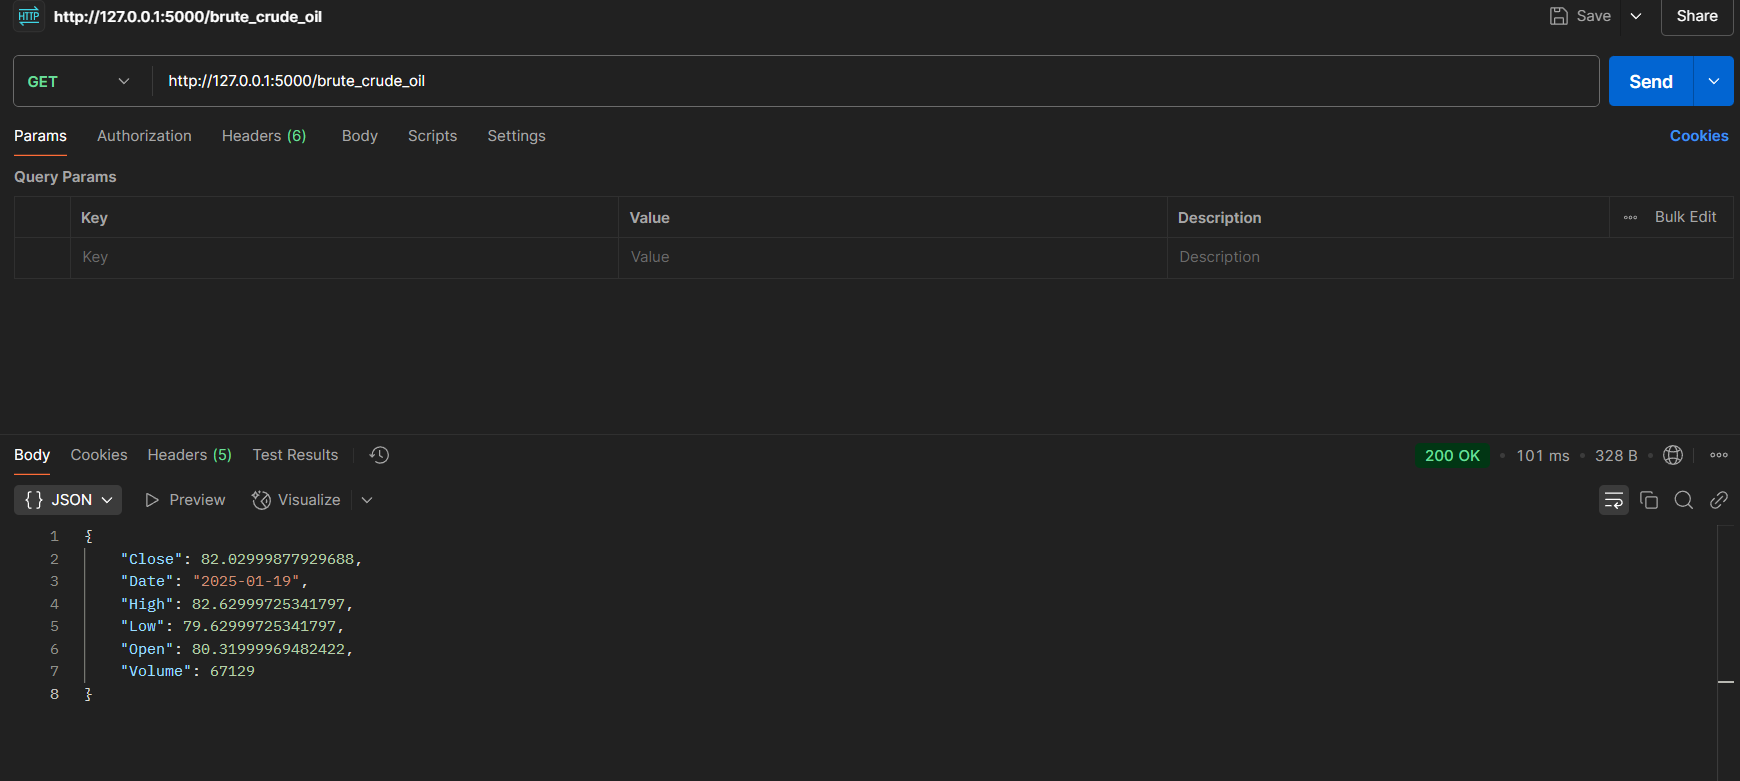 HTTP http://127.0.0.1:5000/brute_crude_oil Save Share
GET http://127.0.0.1:5000/brute_crude_oil Send
Params Authorization Headers (6) Body Scripts Settings Cookies
Query Params
Key Value Description Bulk Edit
Key Value Description
Body Cookies Headers (5) Test Results 200 OK • 101 ms • 328 B •
{} JSON Preview Visualize
1 {
2 "Close": 82.02999877929688,
3 "Date": "2025-01-19",
4 "High": 82.62999725341797,
5 "Low": 79.62999725341797,
6 "Open": 80.31999969482422,
7 "Volume": 67129
8 }